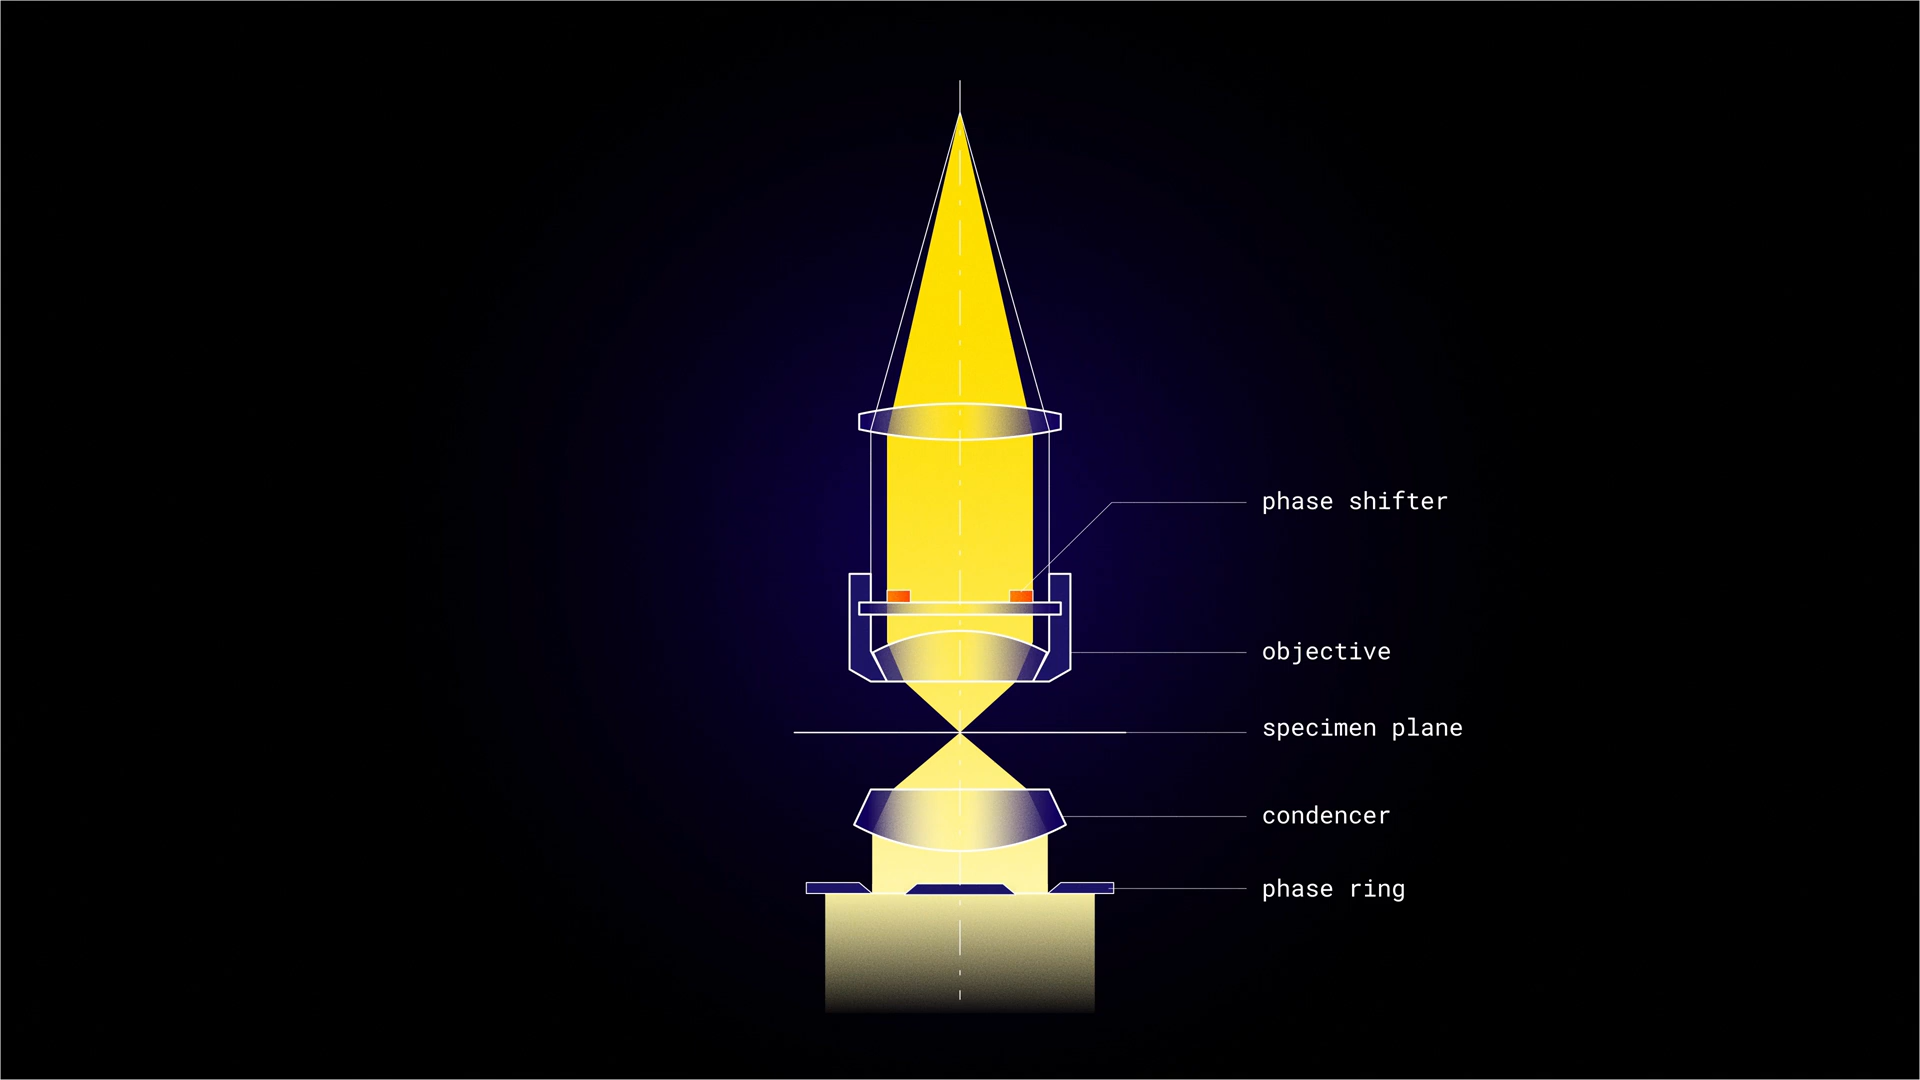 phase shifter
objective
specimen plane
condencer
phase ring